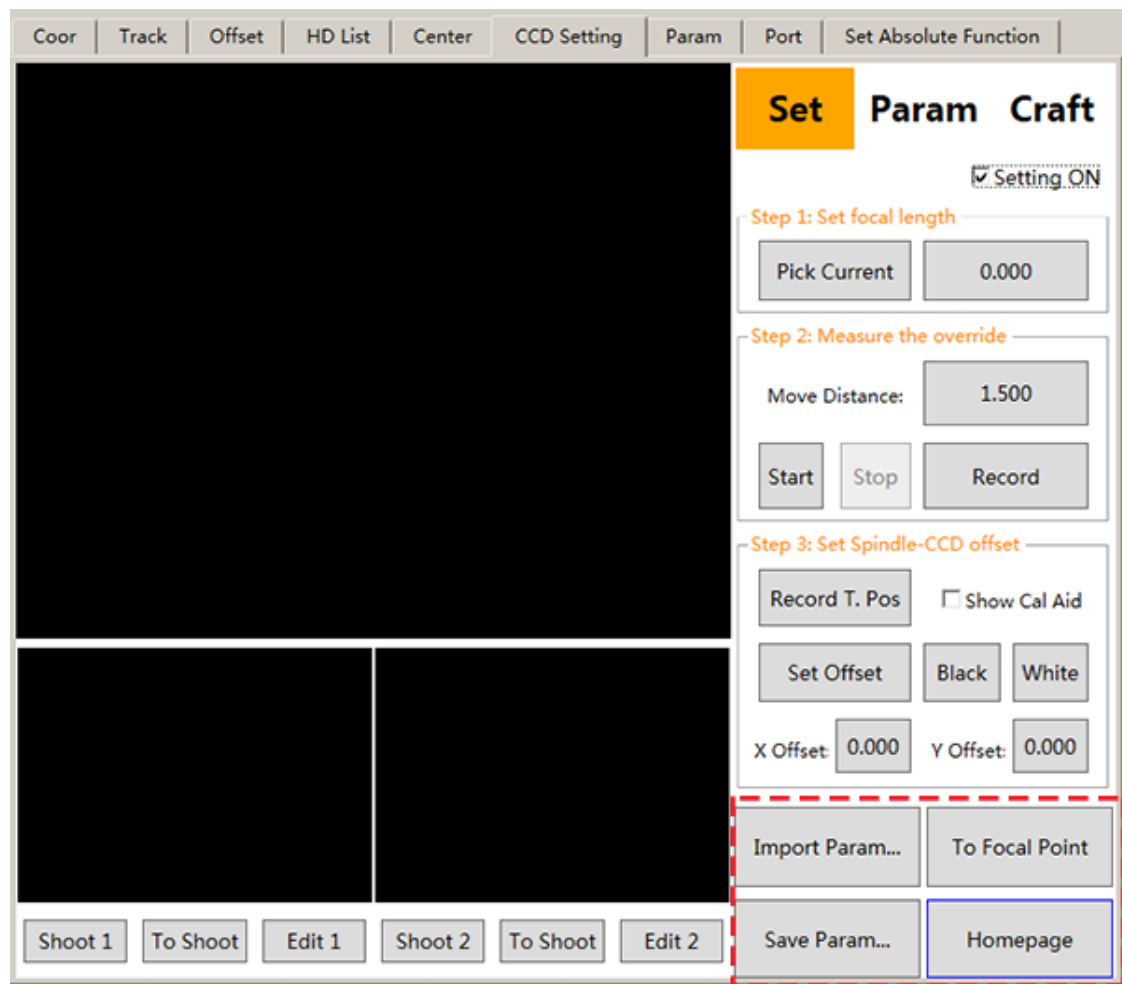 Coor Track Offset HD List Center CCD Setting Param Port Set Absolute Function
Set Param Craft
Setting ON
Step 1: Set focal length
Pick Current 0.000
Step 2: Measure the override
Move Distance: 1.500
Start Stop Record
Step 3: Set Spindle-CCD offset
Record T. Pos Show Cal Aid
Set Offset Black White
X Offset: 0.000 Y Offset: 0.000
Import Param... To Focal Point
Shoot 1 To Shoot Edit 1 Shoot 2 To Shoot Edit 2 Save Param... Homepage